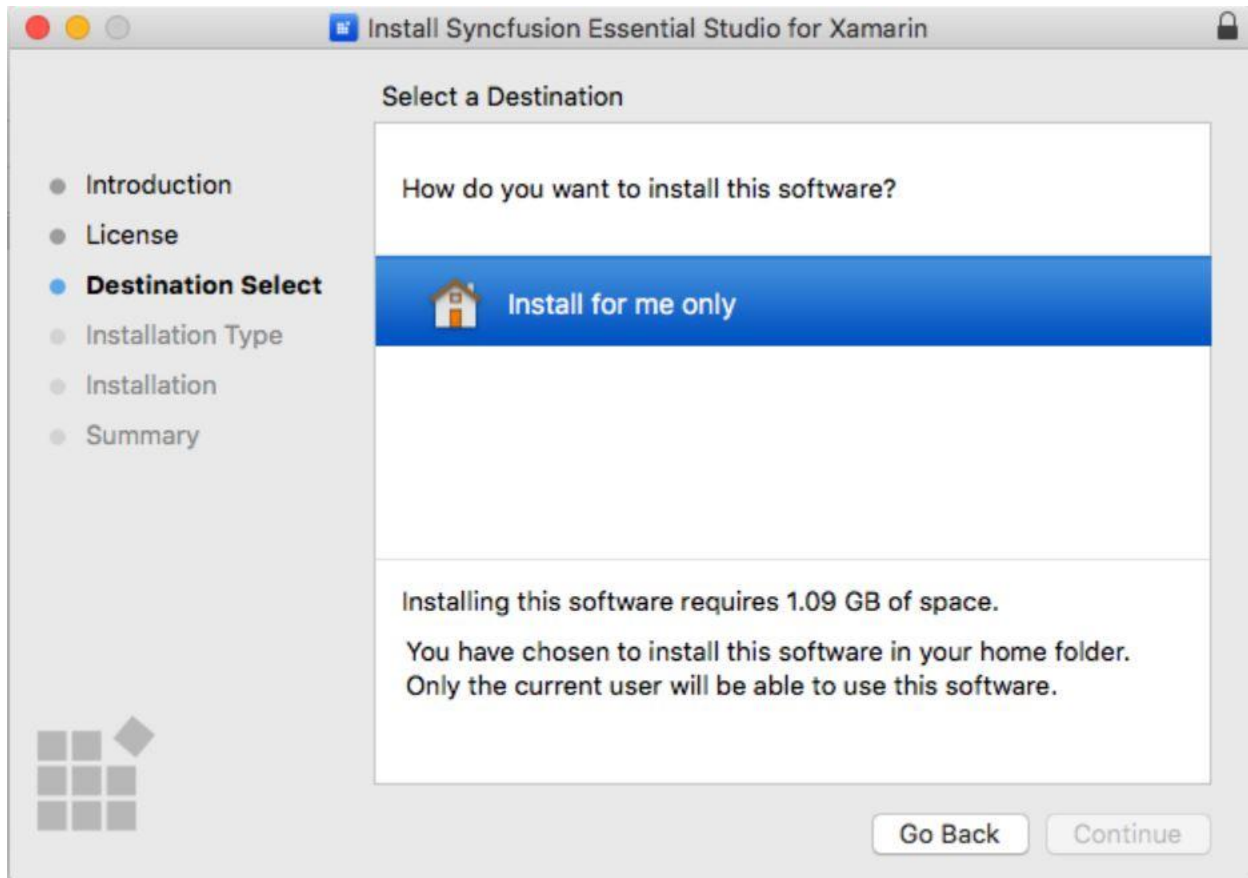 Install Syncfusion Essential Studio for Xamarin
Select a Destination
Introduction
License
Destination Select
Installation Type
Installation
Summary
How do you want to install this software?
Install for me only
Installing this software requires 1.09 GB of space.
You have chosen to install this software in your home folder.
Only the current user will be able to use this software.
Go Back
Continue